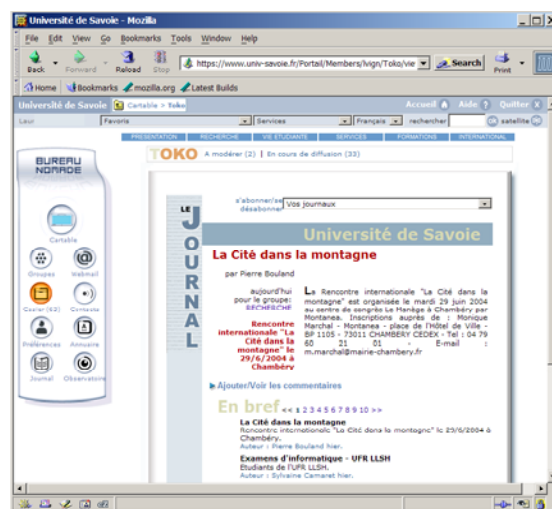 Université de Savoie - Mozilla
File Edit View Go Bookmarks Tools Window Help
Back Forward Reload Stop https://www.univ-savoie.fr/Portail/Members/lvign/Toko/vie Search Print
Home Bookmarks mozilla.org Latest Builds
Université de Savoie Cartable > Toko Accueil Aide ? Quitter X
Laur Favoris Services Français rechercher ok satellite
PRESENTATION RECHERCHE VIE ETUDIANTE SERVICES FORMATIONS INTERNATIONAL
TOKO A modérer (2) | En cours de diffusion (33)
BUREAU
NOMADE
Cartable
Groupes Webmail
Casier (62) Contacts
Préférences Annuaire
Journal Observatoire
LE JOURNAL
s'abonner/se
désabonner Vos journaux
Université de Savoie
La Cité dans la montagne
par Pierre Bouland
aujourd'hui
pour le groupe:
RECHERCHE
Rencontre
internationale "La
Cité dans la
montagne" le
29/6/2004 à
Chambéry
La Rencontre internationale "La Cité dans la
montagne" est organisée le mardi 29 juin 2004
au centre de congrès Le Manège à Chambéry par
Montanea. Inscriptions auprès de : Monique
Marchal - Montanea - place de l'Hôtel de Ville -
BP 1105 - 73011 CHAMBERY CEDEX - Tel : 04 79
60 21 01 - E-mail :
m.marchal@mairie-chambery.fr
Ajouter/Voir les commentaires
En bref << 1 2 3 4 5 6 7 8 9 10 >>
La Cité dans la montagne
Rencontre internationale "La Cité dans la montagne" le 29/6/2004 à
Chambéry.
Auteur : Pierre Bouland hier.
Examens d'informatique - UFR LLSH
Etudiants de l'UFR LLSH.
Auteur : Sylvaine Camaret hier.